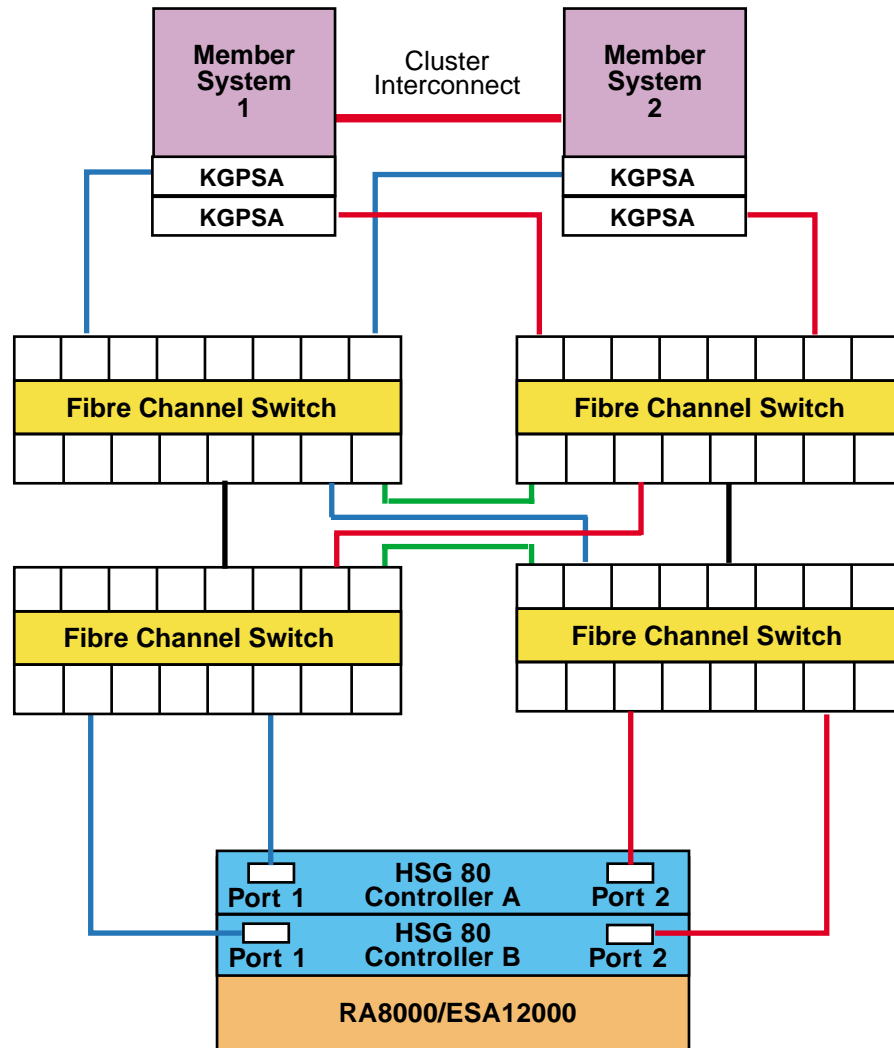 Member
System
1
Cluster
Interconnect
Member
System
2
KGPSA
KGPSA
KGPSA
KGPSA
Fibre Channel Switch
Fibre Channel Switch
Fibre Channel Switch
Fibre Channel Switch
HSG 80
Controller A
Port 1
Port 2
HSG 80
Controller B
Port 1
Port 2
RA8000/ESA12000